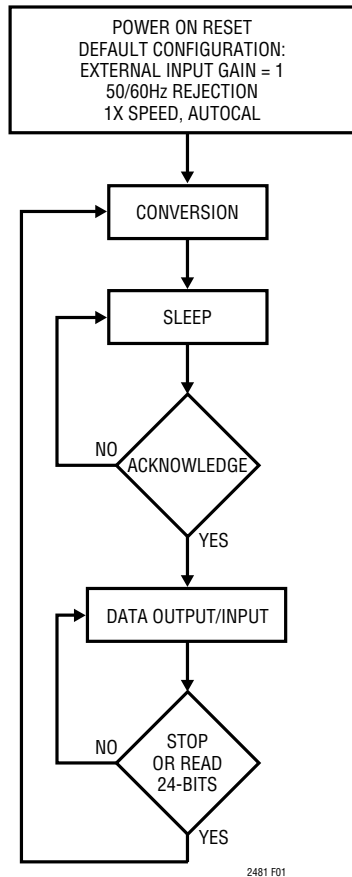 POWER ON RESET
DEFAULT CONFIGURATION:
EXTERNAL INPUT GAIN = 1
50/60Hz REJECTION
1X SPEED, AUTOCAL
CONVERSION
SLEEP
NO
ACKNOWLEDGE
YES
DATA OUTPUT/INPUT
NO
STOP
OR READ
24-BITS
YES
2481 F01